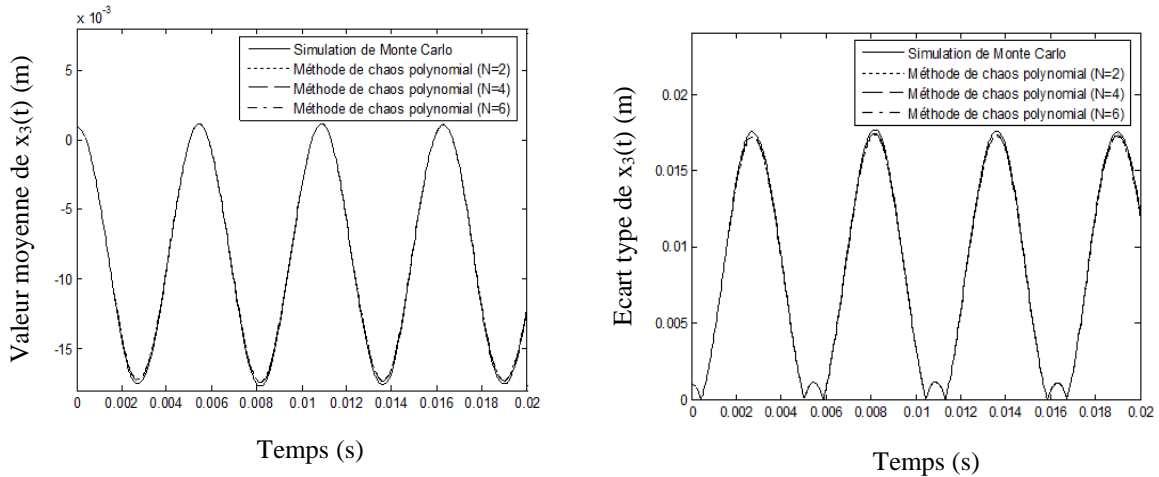 x 10⁻³
Valeur moyenne de x₃(t) (m)
5
0
-5
-10
-15
Simulation de Monte Carlo
Méthode de chaos polynomial (N=2)
Méthode de chaos polynomial (N=4)
Méthode de chaos polynomial (N=6)
0 0.002 0.004 0.006 0.008 0.01 0.012 0.014 0.016 0.018 0.02
Temps (s)
Ecart type de x₃(t) (m)
0.02
0.015
0.01
0.005
0
Simulation de Monte Carlo
Méthode de chaos polynomial (N=2)
Méthode de chaos polynomial (N=4)
Méthode de chaos polynomial (N=6)
0 0.002 0.004 0.006 0.008 0.01 0.012 0.014 0.016 0.018 0.02
Temps (s)